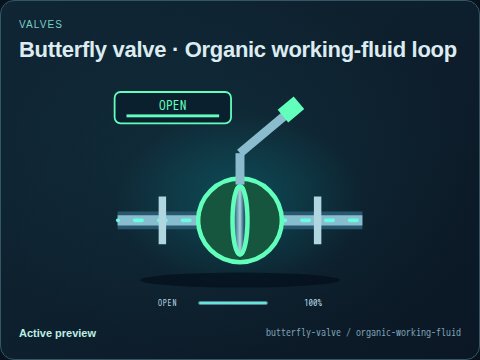 VALVES
Butterfly valve · Organic working-fluid loop
OPEN
OPEN 100%
Active preview butterfly-valve / organic-working-fluid